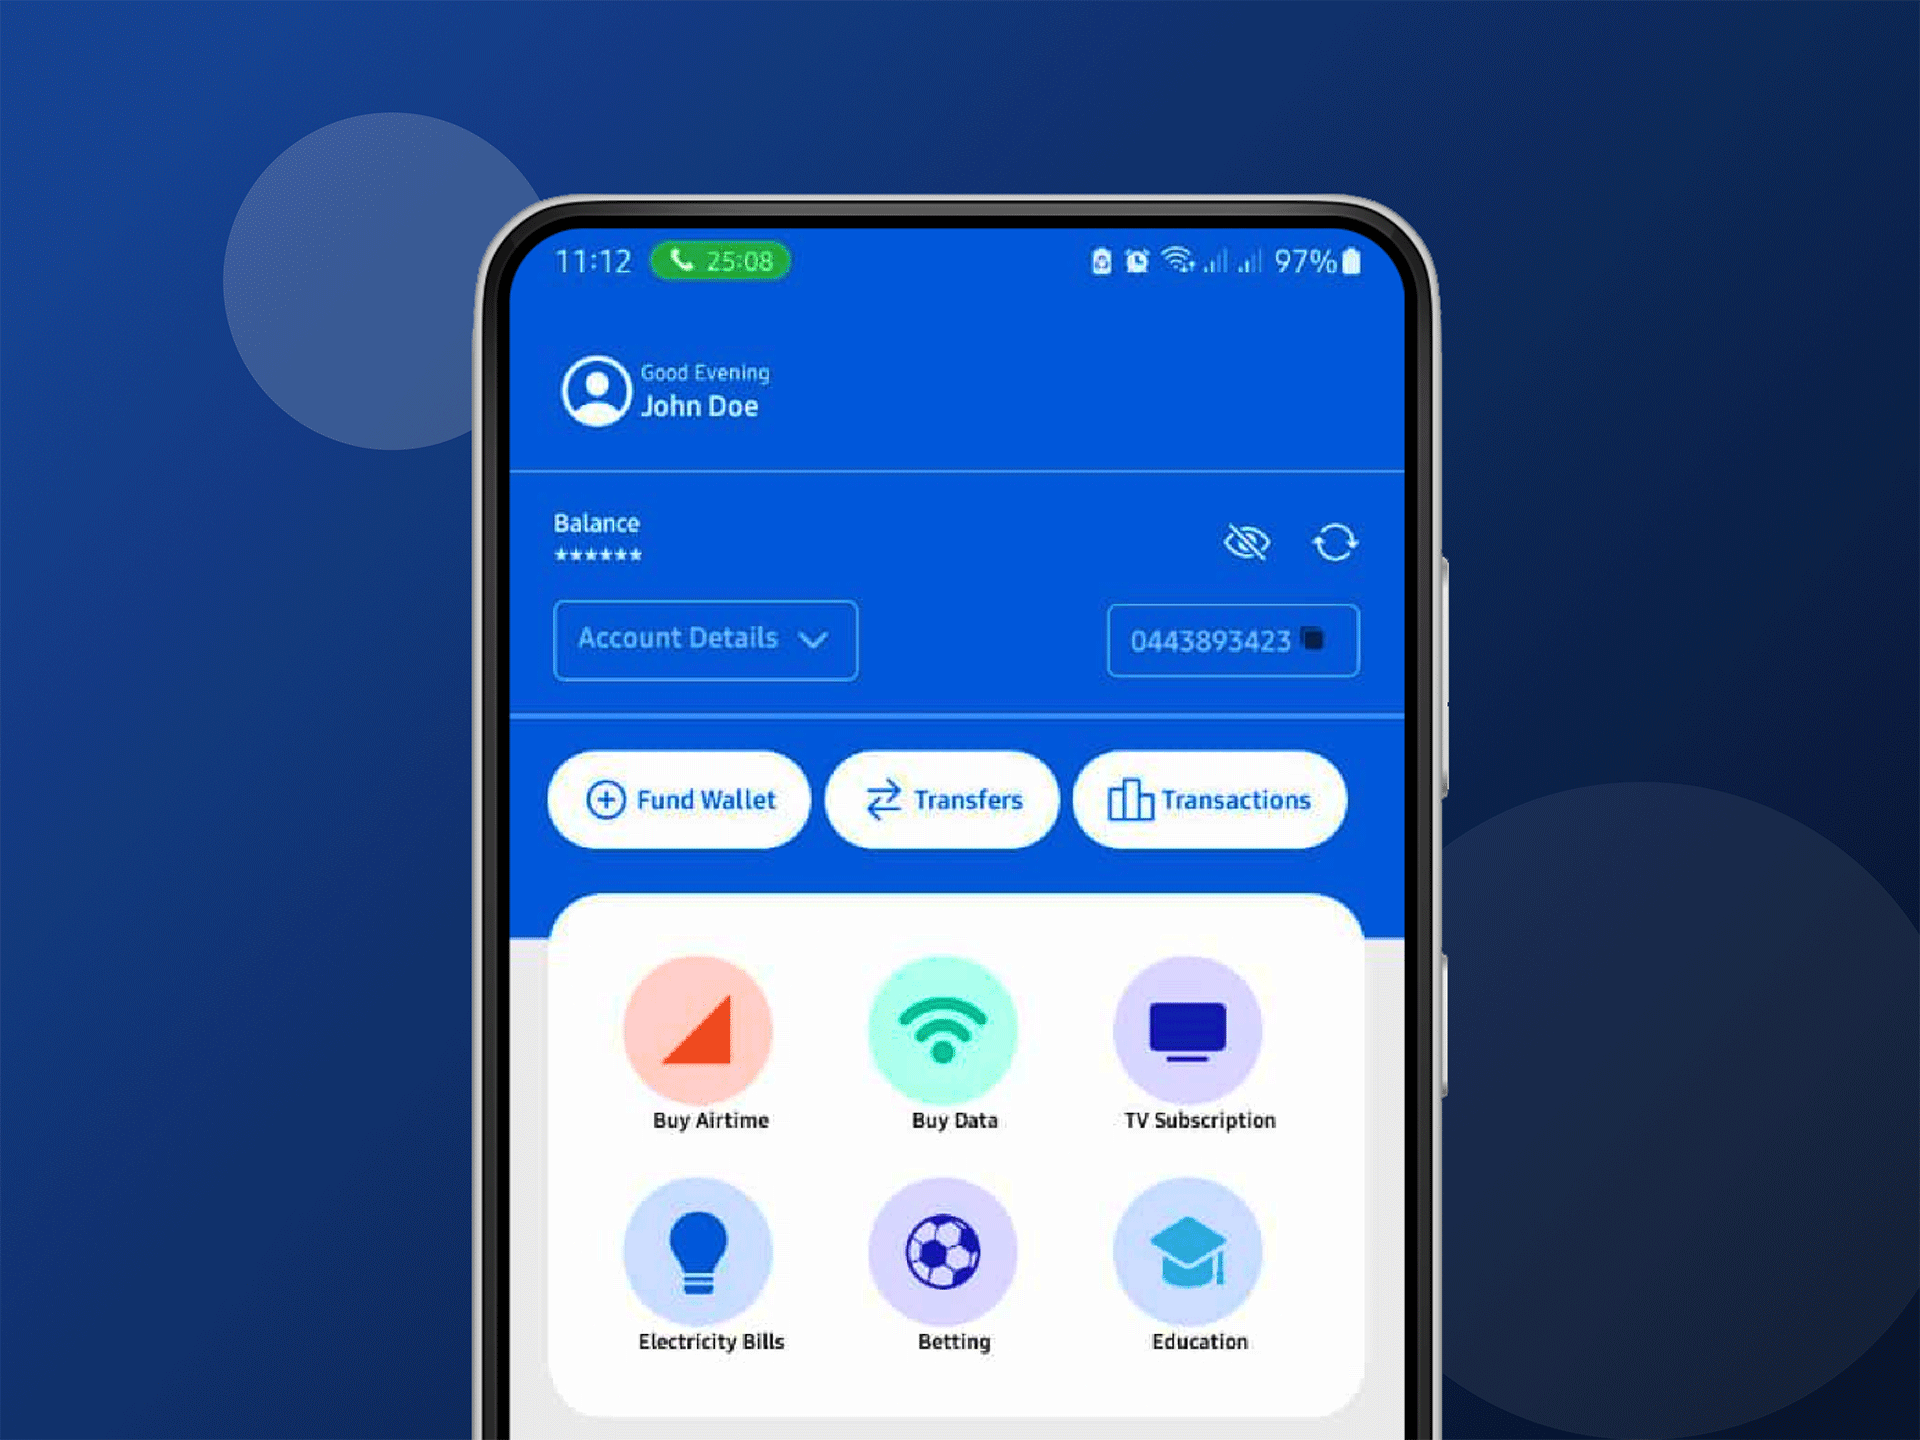 11:12 25:08 97%
Good Evening
John Doe
Balance
******
Account Details
0443893423
Fund Wallet
Transfers
Transactions
Buy Airtime
Buy Data
TV Subscription
Electricity Bills
Betting
Education